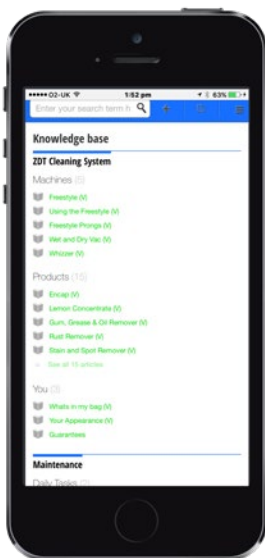 ●●●●● O2-UK 1:52 pm 63%
Enter your search term h
Knowledge base
ZDT Cleaning System
Machines (5)
Freestyle (V)
Using the Freestyle (V)
Freestyle Prongs (V)
Wet and Dry Vac (V)
Whizzer (V)
Products (15)
Encap (V)
Lemon Concentrate (V)
Gum, Grease & Oil Remover (V)
Rust Remover (V)
Stain and Spot Remover (V)
See all 15 articles
You (3)
Whats in my bag (V)
Your Appearance (V)
Guarantees
Maintenance
Daily Tasks